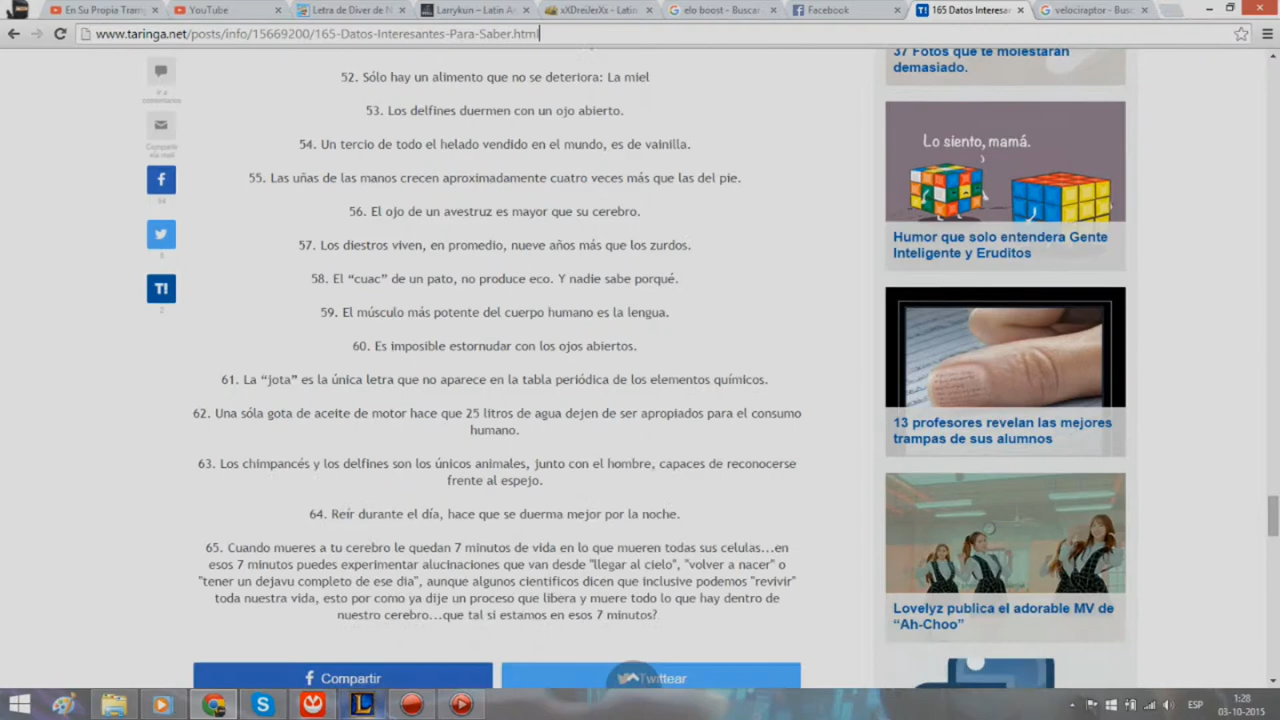 En Su Propia Tramp
YouTube
Letra de Diver de N
Larrykun – Latin A
xXDreiJerXx - Latin
elo boost - Buscar
Facebook
165 Datos Interesan
velociraptor - Busc
www.taringa.net/posts/info/15669200/165-Datos-Interesantes-Para-Saber.html
Ir a
comentarios
Compartir
vía mail
54
8
T!
2
52. Sólo hay un alimento que no se deteriora: La miel
53. Los delfines duermen con un ojo abierto.
54. Un tercio de todo el helado vendido en el mundo, es de vainilla.
55. Las uñas de las manos crecen aproximadamente cuatro veces más que las del pie.
56. El ojo de un avestruz es mayor que su cerebro.
57. Los diestros viven, en promedio, nueve años más que los zurdos.
58. El “cuac” de un pato, no produce eco. Y nadie sabe porqué.
59. El músculo más potente del cuerpo humano es la lengua.
60. Es imposible estornudar con los ojos abiertos.
61. La “jota” es la única letra que no aparece en la tabla periódica de los elementos químicos.
62. Una sóla gota de aceite de motor hace que 25 litros de agua dejen de ser apropiados para el consumo
humano.
63. Los chimpancés y los delfines son los únicos animales, junto con el hombre, capaces de reconocerse
frente al espejo.
64. Reír durante el día, hace que se duerma mejor por la noche.
65. Cuando mueres a tu cerebro le quedan 7 minutos de vida en lo que mueren todas sus celulas...en
esos 7 minutos puedes experimentar alucinaciones que van desde "llegar al cielo", "volver a nacer" o
"tener un dejavu completo de ese dia", aunque algunos cientificos dicen que inclusive podemos "revivir"
toda nuestra vida, esto por como ya dije un proceso que libera y muere todo lo que hay dentro de
nuestro cerebro...que tal si estamos en esos 7 minutos?
Compartir
Twittear
37 Fotos que te molestarán
demasiado.
Lo siento, mamá.
Humor que solo entendera Gente
Inteligente y Eruditos
13 profesores revelan las mejores
trampas de sus alumnos
Lovelyz publica el adorable MV de
“Ah-Choo”
ESP
1:28
03-10-2015